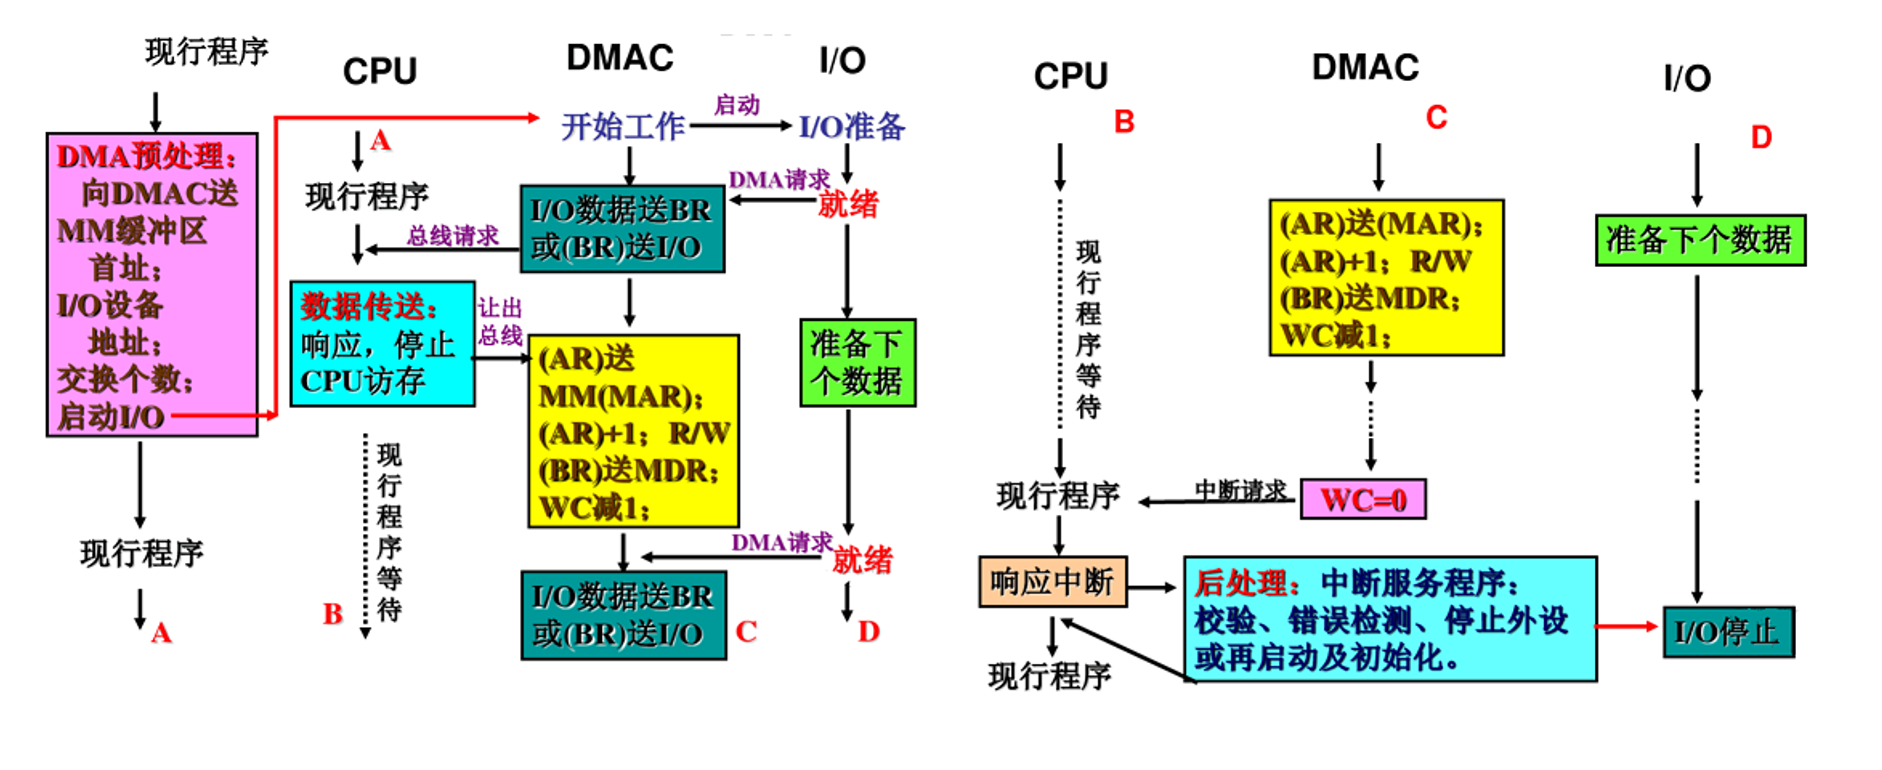 现行程序
DMA预处理：
向DMAC送
MM缓冲区
首址；
I/O设备
地址；
交换个数；
启动I/O
现行程序
A
CPU
A
现行程序
总线请求
数据传送：
响应，停止
CPU访存
让出
总线
现行程序等待
B
DMAC
开始工作
启动
I/O数据送BR
或(BR)送I/O
DMA请求
(AR)送
MM(MAR)；
(AR)+1；R/W
(BR)送MDR；
WC减1；
DMA请求
I/O数据送BR
或(BR)送I/O
C
I/O
I/O准备
就绪
准备下
个数据
就绪
D
CPU
B
现行程序等待
现行程序
中断请求
响应中断
现行程序
DMAC
C
(AR)送(MAR)；
(AR)+1；R/W
(BR)送MDR；
WC减1；
WC=0
后处理：中断服务程序：
校验、错误检测、停止外设
或再启动及初始化。
I/O
D
准备下个数据
I/O停止